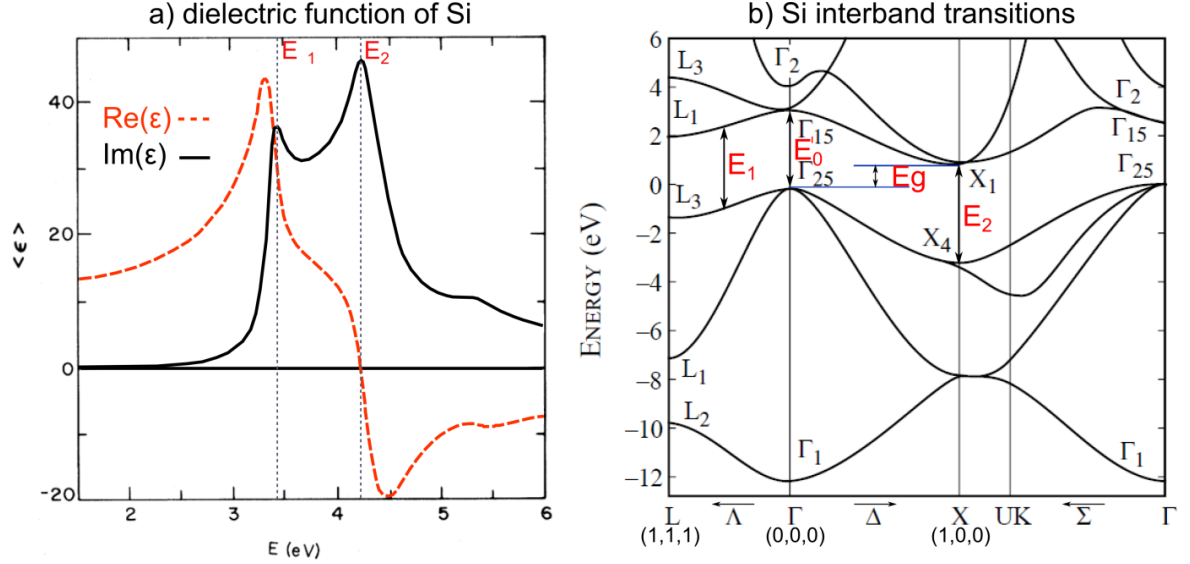 a) dielectric function of Si
E 1
E2
Re(ε)
Im(ε)
40
20
0
-20
<ϵ>
2
3
4
5
6
E (eV)
b) Si interband transitions
6
4
2
0
−2
−4
−6
−8
−10
−12
ENERGY (eV)
L3
L1
L3
L1
L2
Γ2
Γ15
Γ25
Γ1
E1
E0
Eg
E2
X1
X4
Γ2
Γ15
Γ25
Γ1
L Λ Γ Δ X UK Σ Γ
(1,1,1) (0,0,0) (1,0,0)